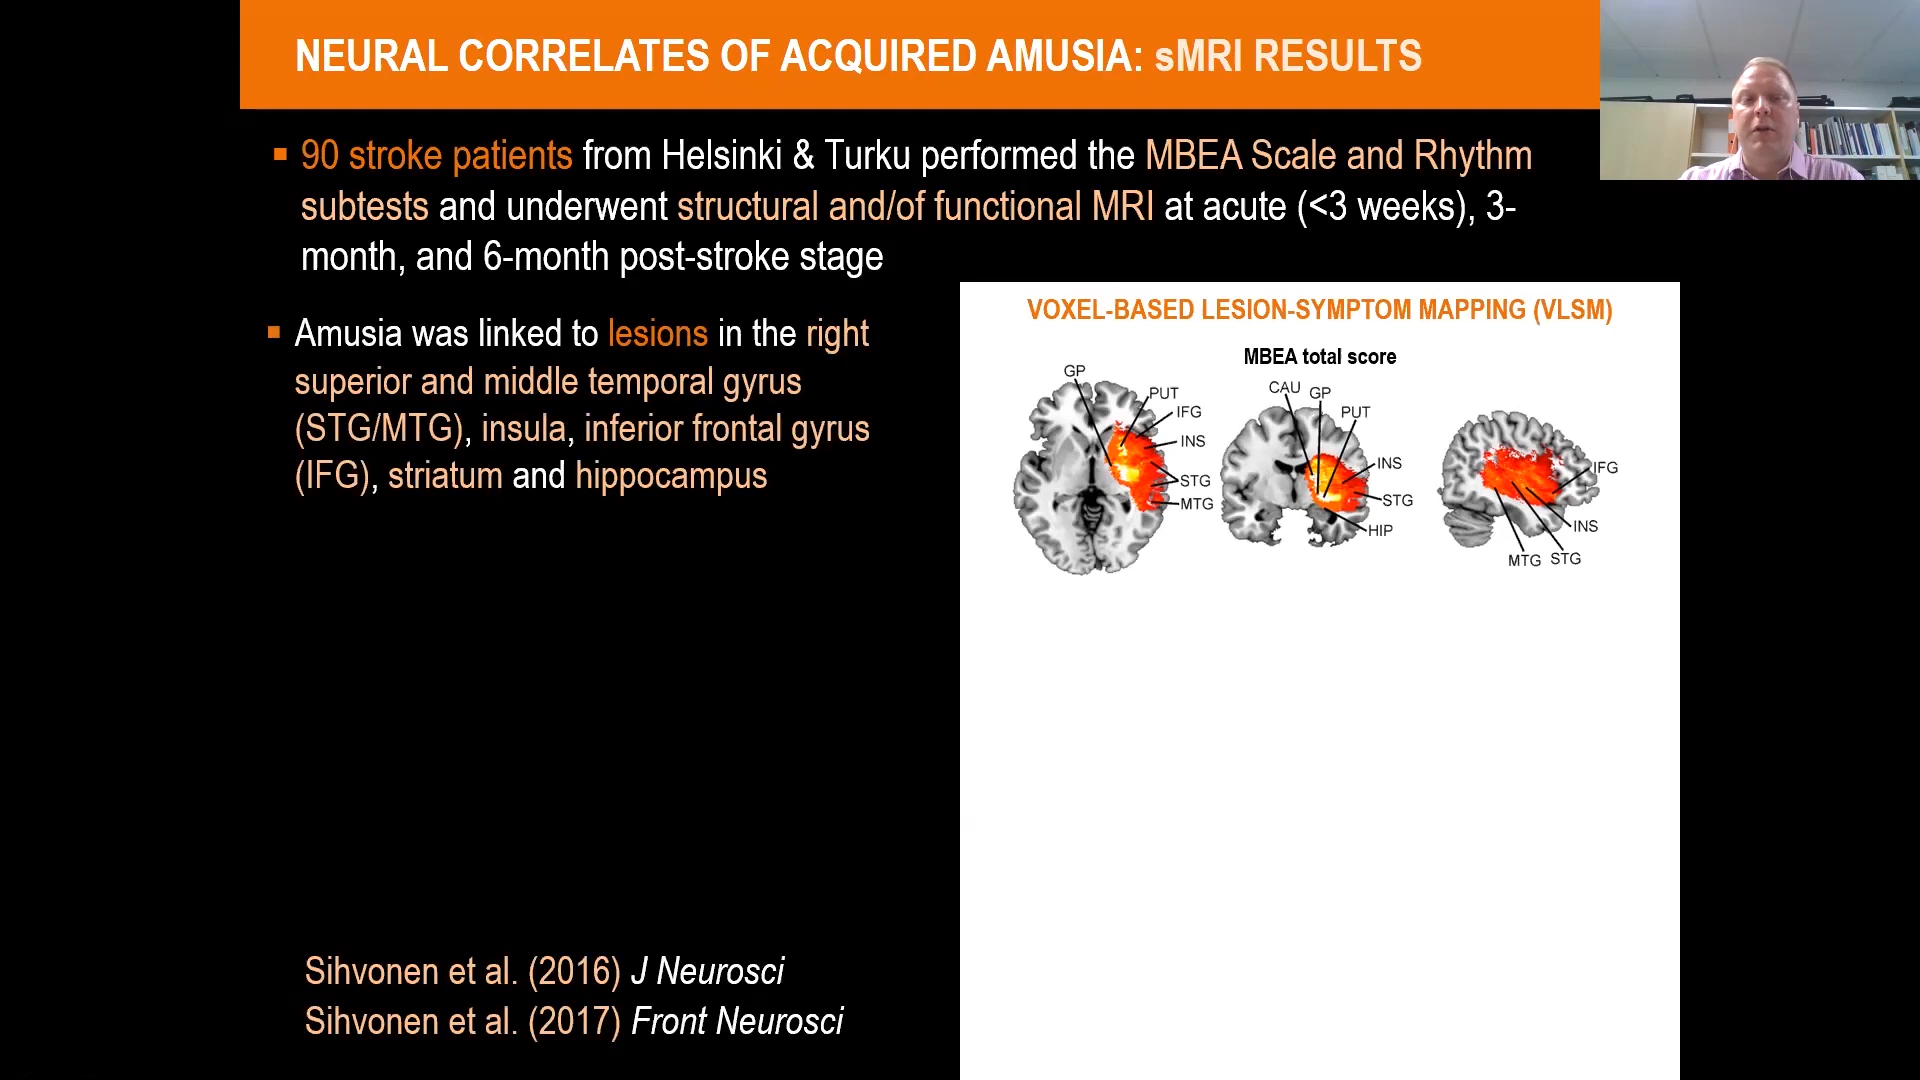 NEURAL CORRELATES OF ACQUIRED AMUSIA: sMRI RESULTS
▪ 90 stroke patients from Helsinki & Turku performed the MBEA Scale and Rhythm
subtests and underwent structural and/of functional MRI at acute (<3 weeks), 3-
month, and 6-month post-stroke stage
▪ Amusia was linked to lesions in the right
superior and middle temporal gyrus
(STG/MTG), insula, inferior frontal gyrus
(IFG), striatum and hippocampus
VOXEL-BASED LESION-SYMPTOM MAPPING (VLSM)
MBEA total score
GP
PUT
IFG
INS
STG
MTG
CAU
GP
PUT
INS
STG
HIP
IFG
INS
MTG
STG
Sihvonen et al. (2016) J Neurosci
Sihvonen et al. (2017) Front Neurosci